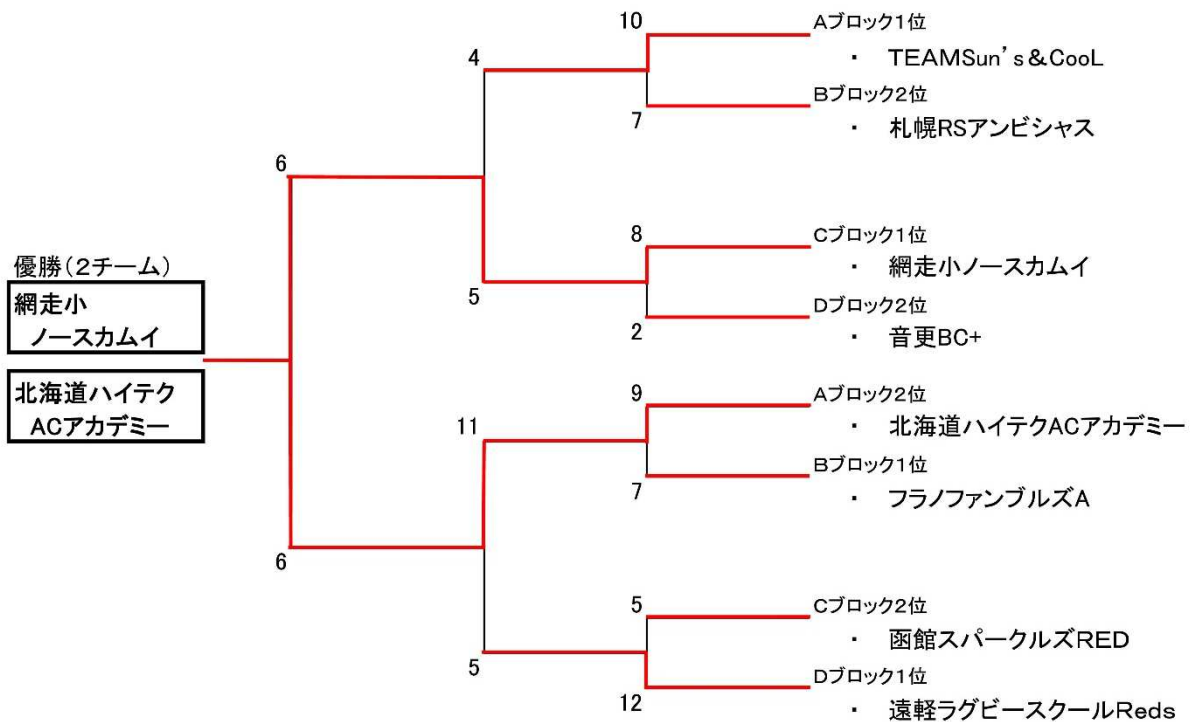 10
Aブロック1位
・ TEAMSun's＆CooL
4
Bブロック2位
7
・ 札幌RSアンビシャス
6
8
Cブロック1位
・ 網走小ノースカムイ
優勝(2チーム)
網走小
ノースカムイ
5
Dブロック2位
2
・ 音更BC+
北海道ハイテク
ACアカデミー
9
Aブロック2位
・ 北海道ハイテクACアカデミー
11
Bブロック1位
7
・ フラノファンブルズA
6
5
Cブロック2位
・ 函館スパークルズRED
5
Dブロック1位
12
・ 遠軽ラグビースクールReds